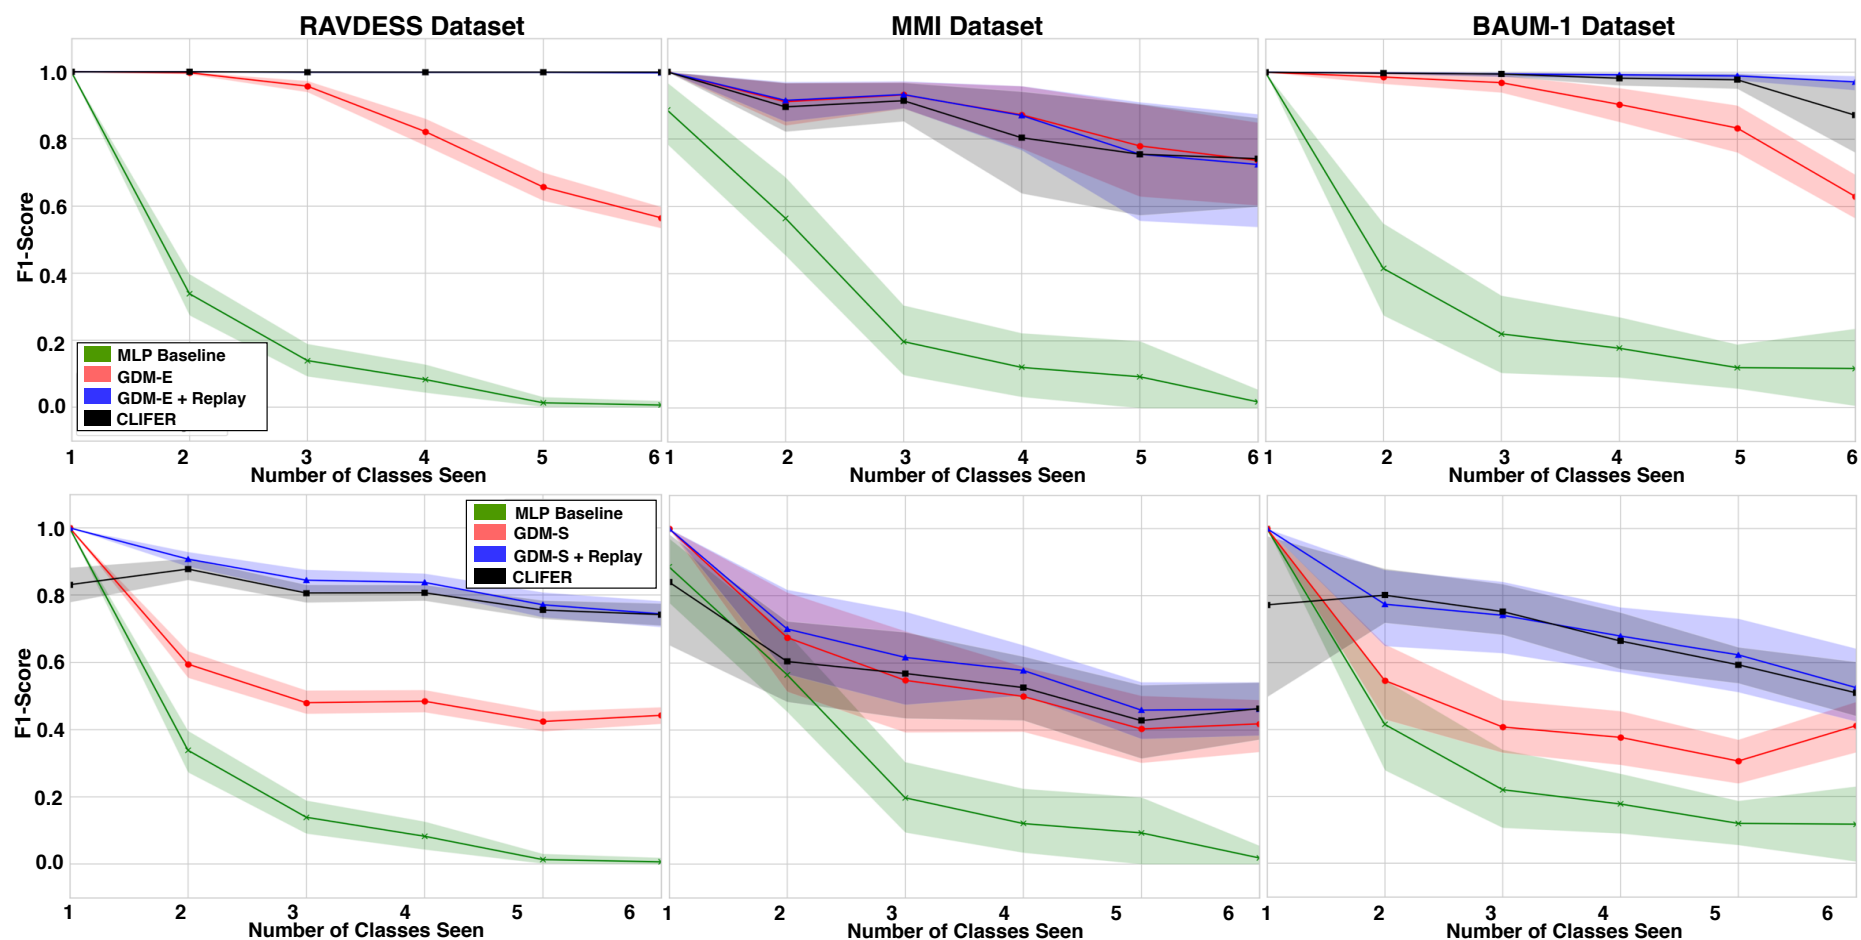 RAVDESS Dataset
MMI Dataset
BAUM-1 Dataset
F1-Score
1.0
0.8
0.6
0.4
0.2
0.0
MLP Baseline
GDM-E
GDM-E + Replay
CLIFER
1 2 3 4 5 6
Number of Classes Seen
1 2 3 4 5 6
Number of Classes Seen
1 2 3 4 5 6
Number of Classes Seen
F1-Score
1.0
0.8
0.6
0.4
0.2
0.0
MLP Baseline
GDM-S
GDM-S + Replay
CLIFER
1 2 3 4 5 6
Number of Classes Seen
1 2 3 4 5 6
Number of Classes Seen
1 2 3 4 5 6
Number of Classes Seen